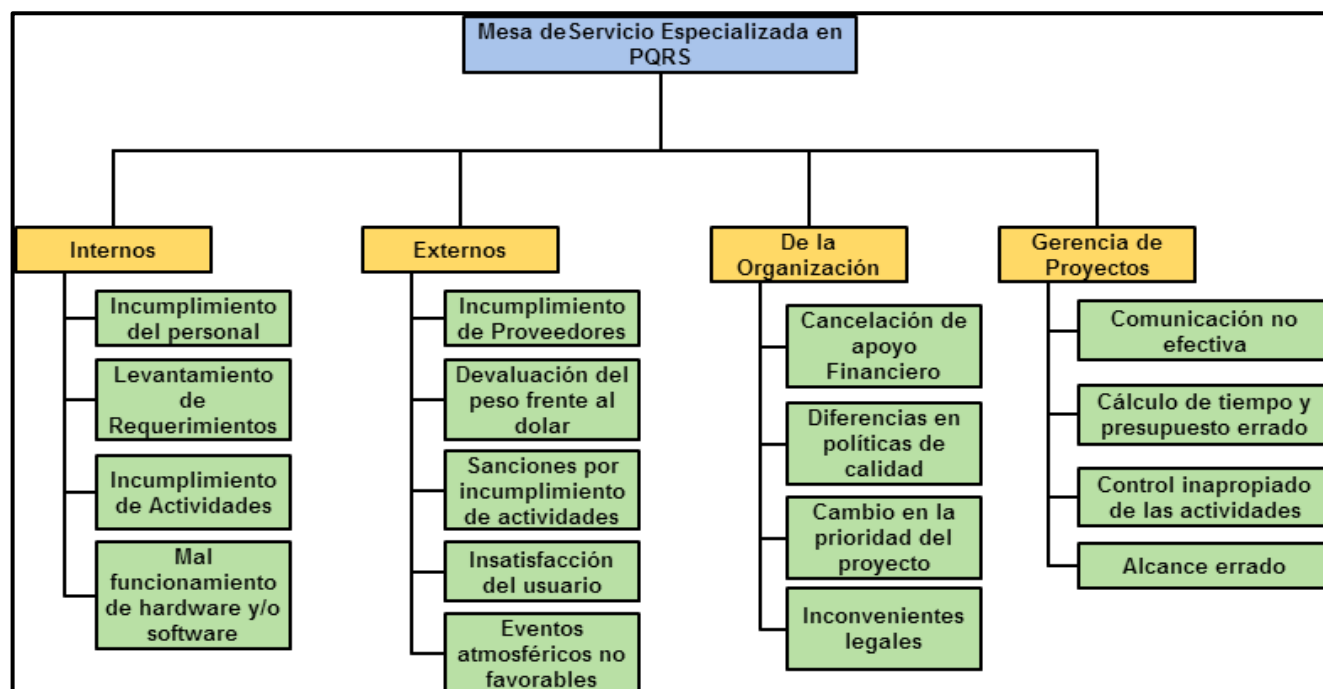 Mesa de Servicio Especializada en
PQRS
Internos
Incumplimiento
del personal
Levantamiento
de
Requerimientos
Incumplimiento
de Actividades
Mal
funcionamiento
de hardware y/o
software
Externos
Incumplimiento
de Proveedores
Devaluación del
peso frente al
dolar
Sanciones por
incumplimiento
de actividades
Insatisfacción
del usuario
Eventos
atmosféricos no
favorables
De la
Organización
Cancelación de
apoyo
Financiero
Diferencias en
políticas de
calidad
Cambio en la
prioridad del
proyecto
Inconvenientes
legales
Gerencia de
Proyectos
Comunicación no
efectiva
Cálculo de tiempo y
presupuesto errado
Control inapropiado
de las actividades
Alcance errado